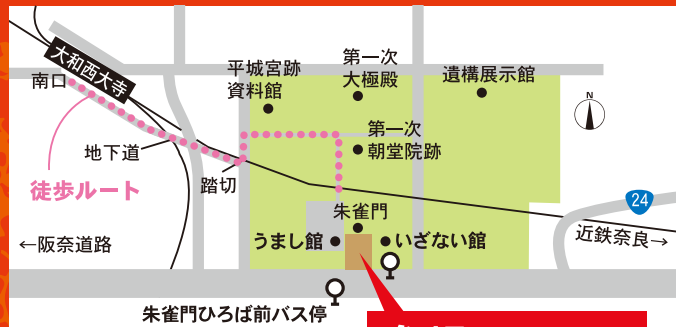 大和西大寺
南口
平城宮跡
資料館
第一次
大極殿
遺構展示館
N
第一次
朝堂院跡
地下道
踏切
徒歩ルート
24
朱雀門
←阪奈道路
うまし館
いざない館
近鉄奈良→
朱雀門ひろば前バス停